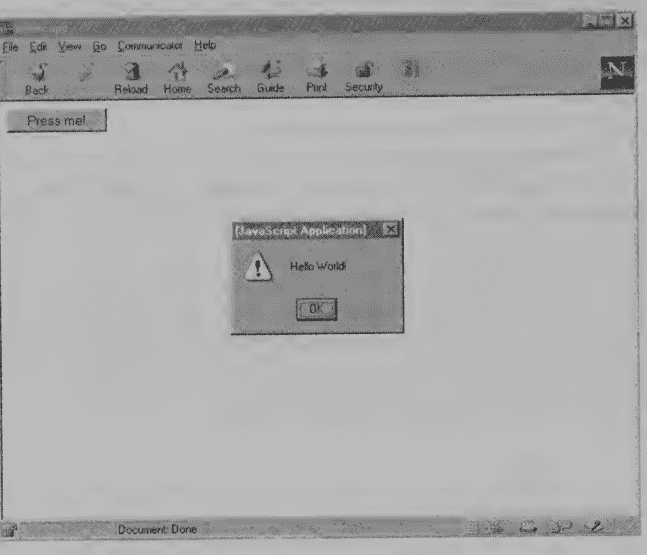 File Edit View Go Communicator Help
Back Reload Home Search Guide Print Security
N
Press me!
[JavaScript Application]
Hello World!
OK
Document: Done